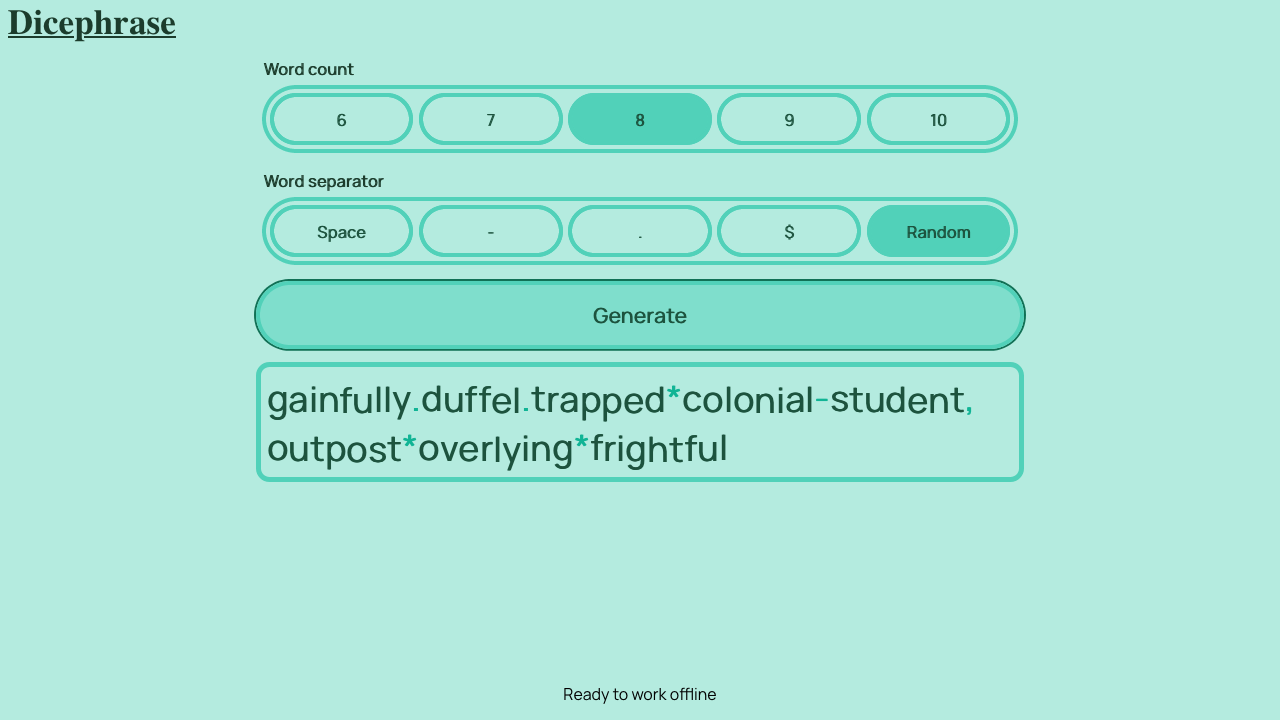 Dicephrase
Word count
6 7 8 9 10
Word separator
Space - . $ Random
Generate
gainfully.duffel.trapped*colonial-student,
outpost*overlying*frightful
Ready to work offline